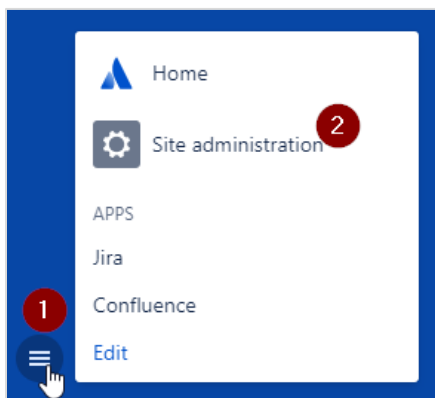 Home
Site administration
2
APPS
Jira
Confluence
1
Edit